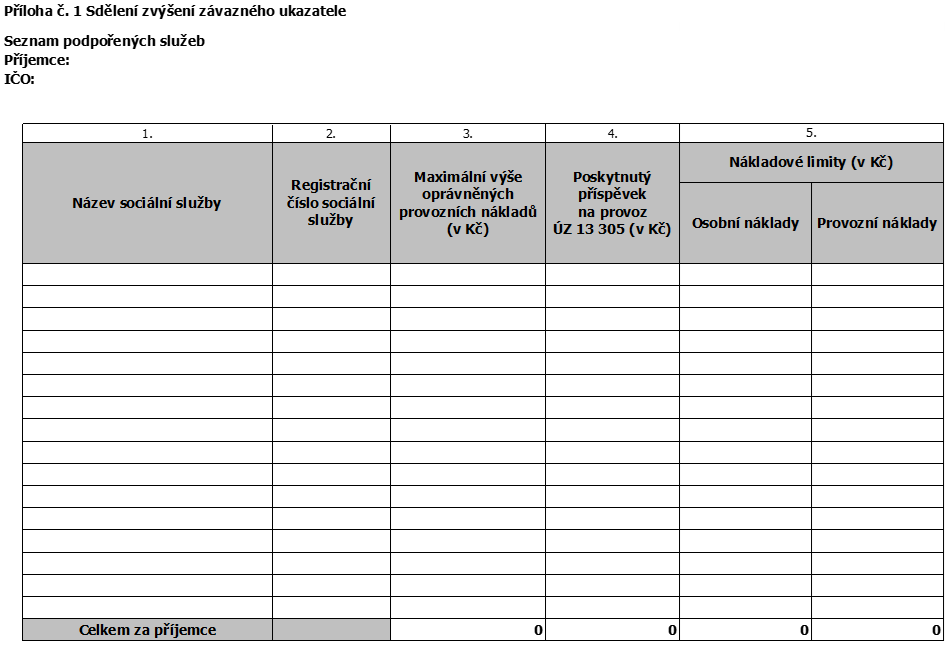 Příloha č. 1 Sdělení zvýšení závazného ukazatele
Seznam podpořených služeb
Příjemce:
IČO:
1. 2. 3. 4. 5.
Název sociální služby
Registrační
číslo sociální
služby
Maximální výše
oprávněných
provozních nákladů
(v Kč)
Poskytnutý
příspěvek
na provoz
ÚZ 13 305 (v Kč)
Nákladové limity (v Kč)
Osobní náklady
Provozní náklady
Celkem za příjemce 0 0 0 0